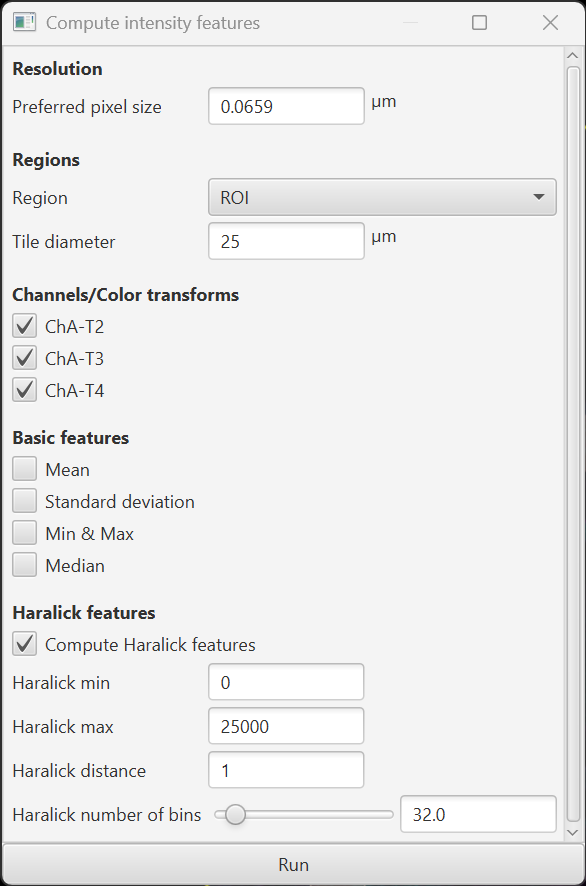 Compute intensity features
Resolution
Preferred pixel size 0.0659 µm
Regions
Region ROI
Tile diameter 25 µm
Channels/Color transforms
ChA-T2
ChA-T3
ChA-T4
Basic features
Mean
Standard deviation
Min & Max
Median
Haralick features
Compute Haralick features
Haralick min 0
Haralick max 25000
Haralick distance 1
Haralick number of bins 32.0
Run